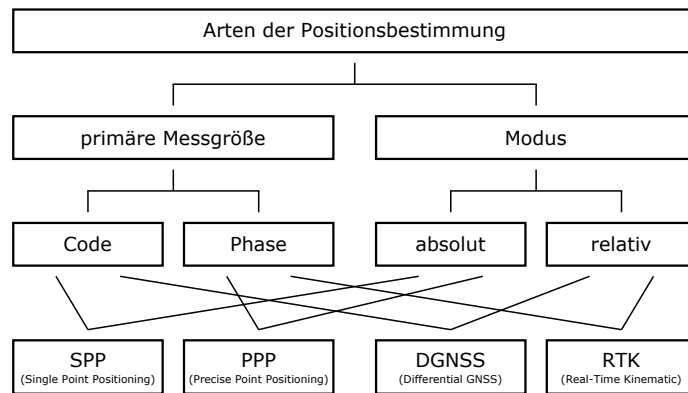 Arten der Positionsbestimmung
primäre Messgröße
Modus
Code
Phase
absolut
relativ
SPP
(Single Point Positioning)
PPP
(Precise Point Positioning)
DGNSS
(Differential GNSS)
RTK
(Real-Time Kinematic)